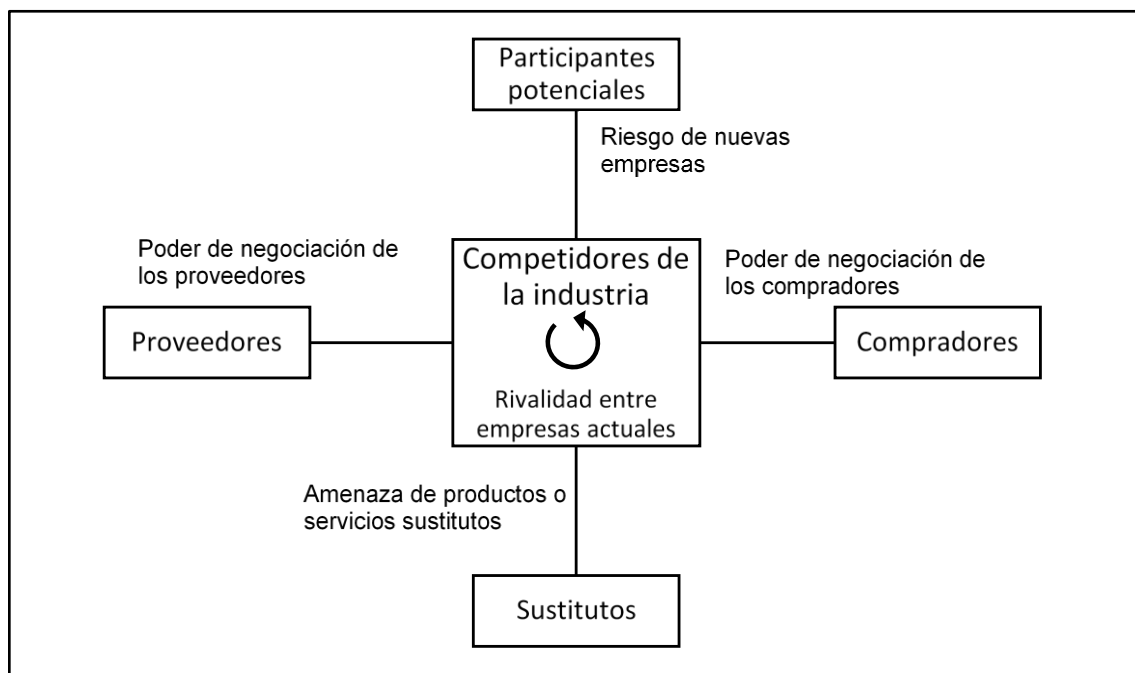 Participantes
potenciales
Riesgo de nuevas
empresas
Poder de negociación de
los proveedores
Competidores de
la industria
Poder de negociación de
los compradores
Proveedores
Compradores
Rivalidad entre
empresas actuales
Amenaza de productos o
servicios sustitutos
Sustitutos